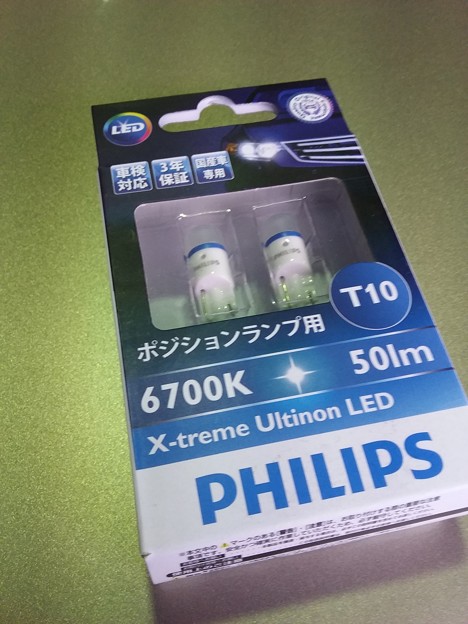 LED
車検
対応
3年
保証
国産車
専用
PHILIPS
T10
ポジションランプ用
6700K
50lm
X-treme Ultinon LED
PHILIPS